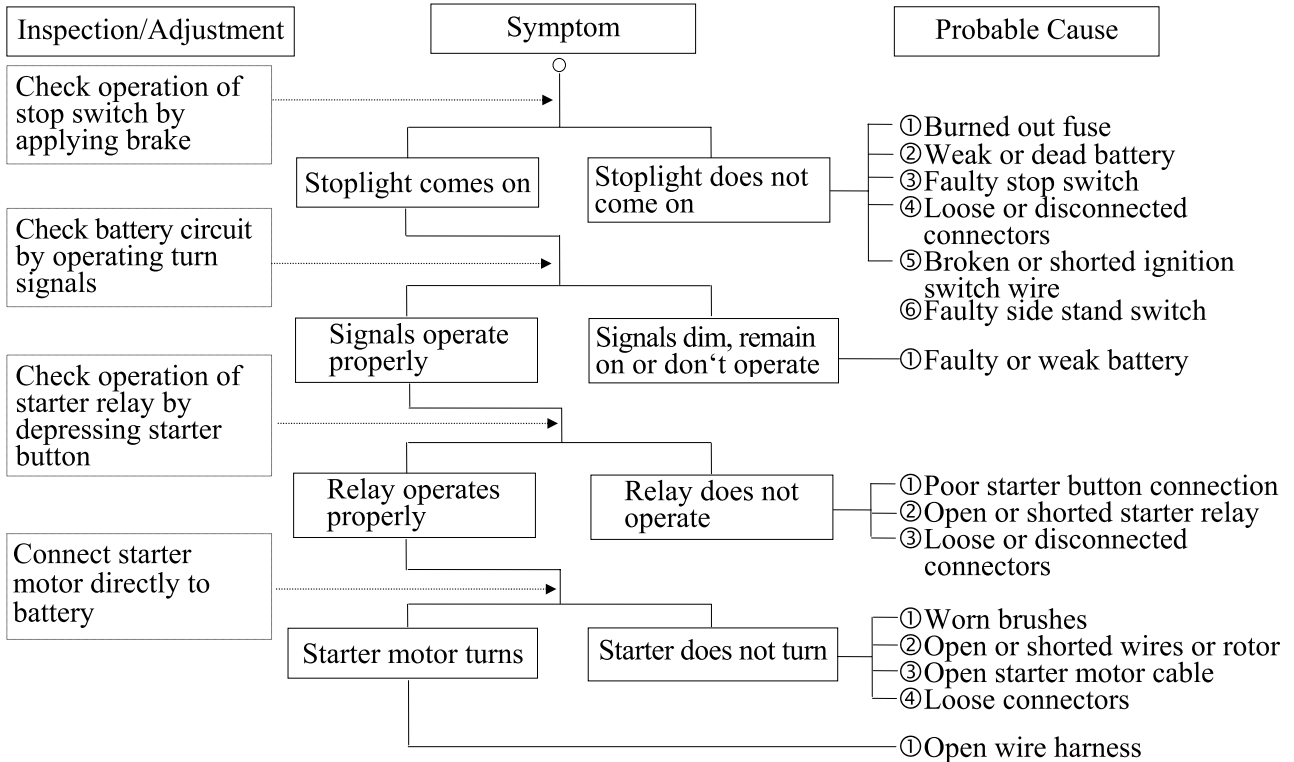 Inspection/Adjustment
Symptom
Probable Cause
Check operation of
stop switch by
applying brake
Stoplight comes on
Stoplight does not
come on
①Burned out fuse
②Weak or dead battery
③Faulty stop switch
④Loose or disconnected
connectors
⑤Broken or shorted ignition
switch wire
⑥Faulty side stand switch
Check battery circuit
by operating turn
signals
Signals operate
properly
Signals dim, remain
on or don‘t operate
①Faulty or weak battery
Check operation of
starter relay by
depressing starter
button
Relay operates
properly
Relay does not
operate
①Poor starter button connection
②Open or shorted starter relay
③Loose or disconnected
connectors
Connect starter
motor directly to
battery
Starter motor turns
Starter does not turn
①Worn brushes
②Open or shorted wires or rotor
③Open starter motor cable
④Loose connectors
①Open wire harness